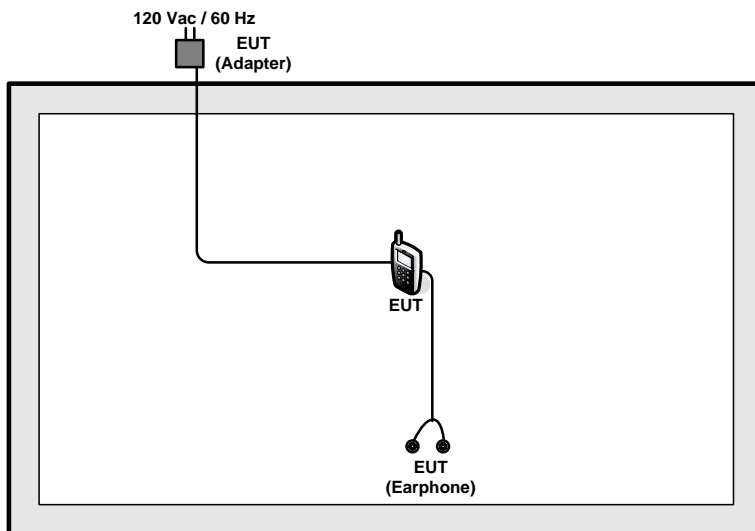 120 Vac / 60 Hz
EUT
(Adapter)
EUT
EUT
(Earphone)